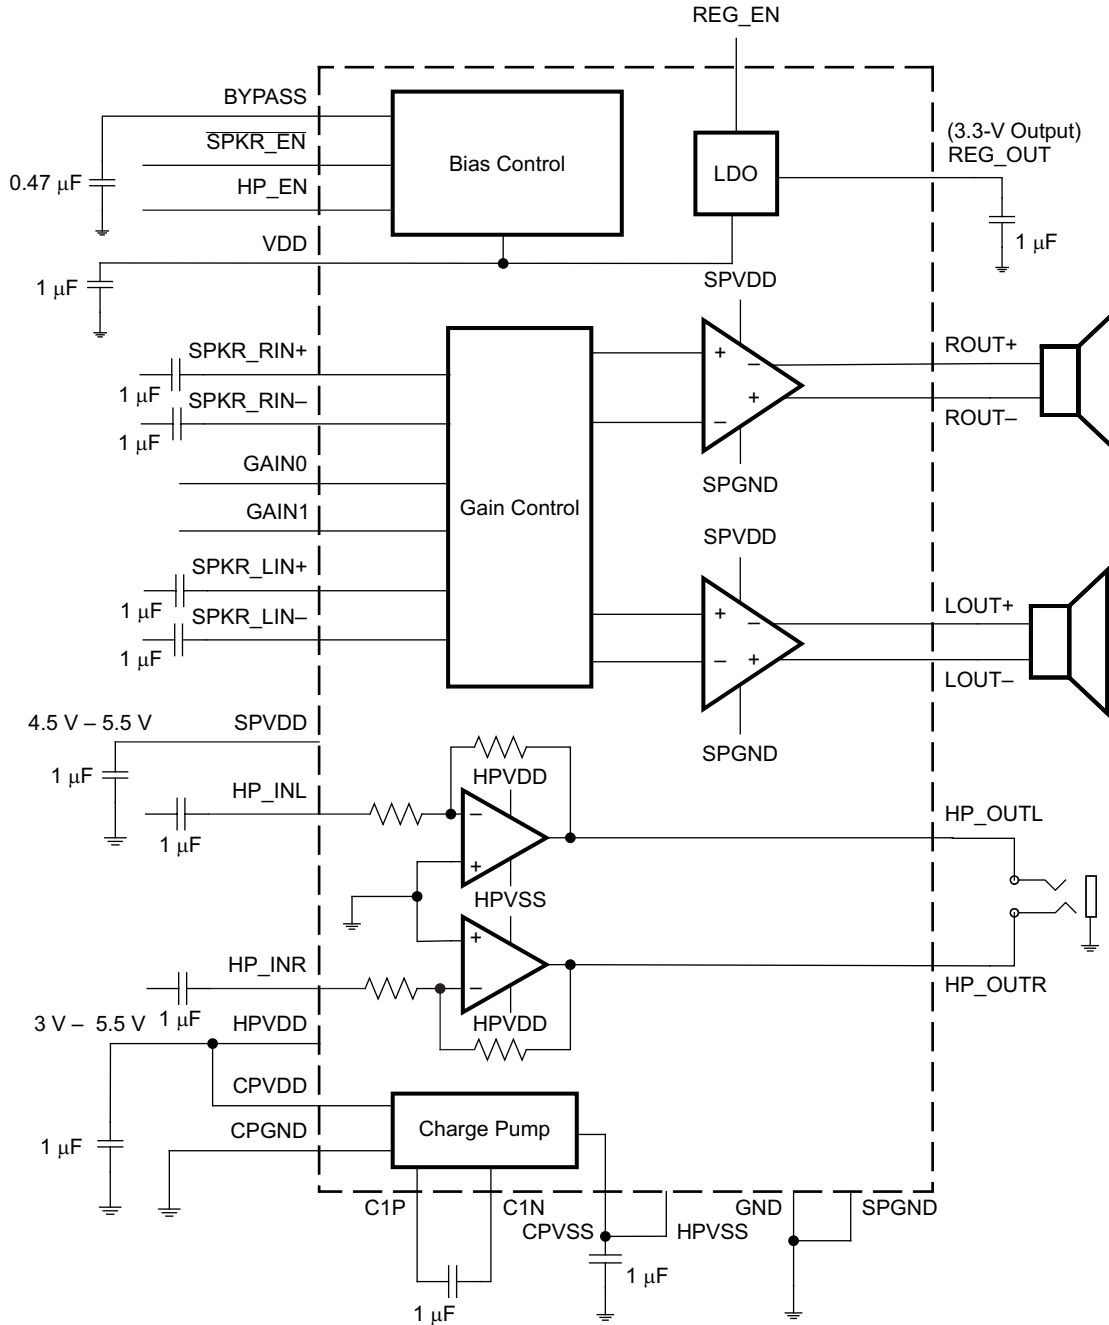 REG_EN
BYPASS
SPKR_EN
HP_EN
0.47 μF
Bias Control
LDO
(3.3-V Output)
REG_OUT
1 μF
VDD
1 μF
SPVDD
SPKR_RIN+
1 μF
SPKR_RIN–
1 μF
+
–
–
+
ROUT+
ROUT–
GAIN0
SPGND
Gain Control
GAIN1
SPVDD
SPKR_LIN+
1 μF
SPKR_LIN–
1 μF
+
–
–
+
LOUT+
LOUT–
SPGND
4.5 V – 5.5 V
SPVDD
1 μF
HPVDD
HP_INL
1 μF
–
+
HP_OUTL
HPVSS
+
–
HP_INR
1 μF
HP_OUTR
HPVDD
3 V – 5.5 V
HPVDD
CPVDD
1 μF
CPGND
Charge Pump
C1P
C1N
CPVSS
HPVSS
GND
SPGND
1 μF
1 μF